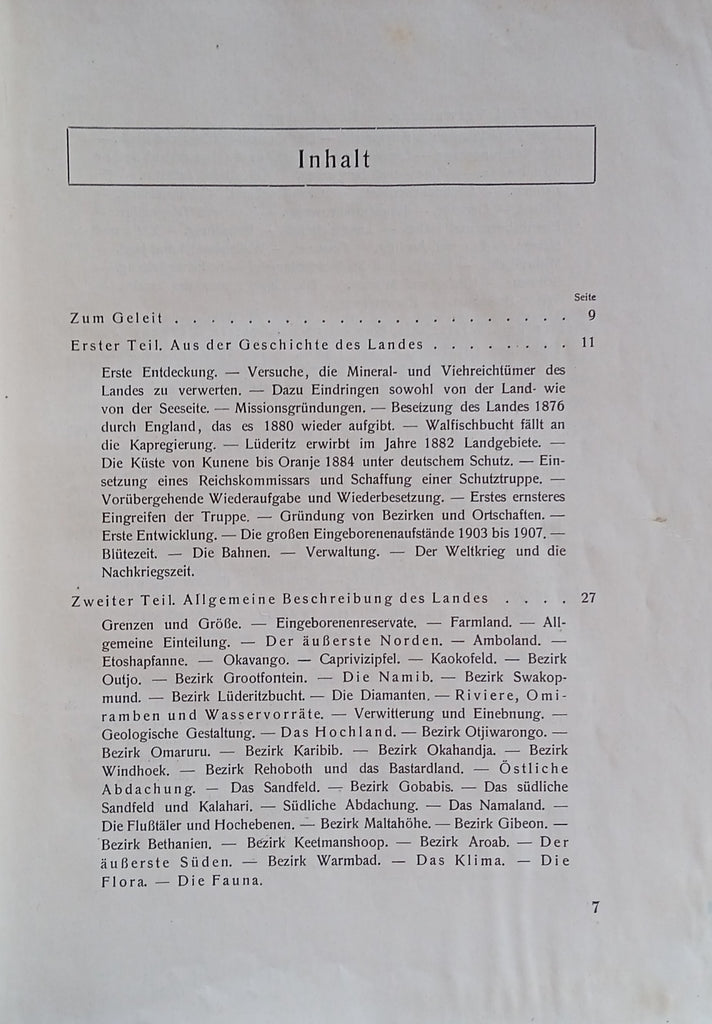 Inhalt
Seite
Zum Geleit . . . . . . . . . . . . . . . . . . . . . . 9
Erster Teil. Aus der Geschichte des Landes . . . . . . . . 11
Erste Entdeckung. — Versuche, die Mineral- und Viehreichtümer des
Landes zu verwerten. — Dazu Eindringen sowohl von der Land- wie
von der Seeseite. — Missionsgründungen. — Besetzung des Landes 1876
durch England, das es 1880 wieder aufgibt. — Walfischbucht fällt an
die Kapregierung. — Lüderitz erwirbt im Jahre 1882 Landgebiete. —
Die Küste von Kunene bis Oranje 1884 unter deutschem Schutz. — Ein-
setzung eines Reichskommissars und Schaffung einer Schutztruppe. —
Vorübergehende Wiederaufgabe und Wiederbesetzung. — Erstes ernsteres
Eingreifen der Truppe. — Gründung von Bezirken und Ortschaften. —
Erste Entwicklung. — Die großen Eingeborenenaufstände 1903 bis 1907. —
Blütezeit. — Die Bahnen. — Verwaltung. — Der Weltkrieg und die
Nachkriegszeit.
Zweiter Teil. Allgemeine Beschreibung des Landes . . . . 27
Grenzen und Größe. — Eingeborenenreservate. — Farmland. — All-
gemeine Einteilung. — Der äußerste Norden. — Amboland. —
Etoshapfanne. — Okavango. — Caprivizipfel. — Kaokofeld. — Bezirk
Outjo. — Bezirk Grootfontein. — Die Namib. — Bezirk Swakop-
mund. — Bezirk Lüderitzbucht. — Die Diamanten. — Riviere, Omi-
ramben und Wasservorräte. — Verwitterung und Einebnung. —
Geologische Gestaltung. — Das Hochland. — Bezirk Otjiwarongo. —
Bezirk Omaruru. — Bezirk Karibib. — Bezirk Okahandja. — Bezirk
Windhoek. — Bezirk Rehoboth und das Bastardland. — Östliche
Abdachung. — Das Sandfeld. — Bezirk Gobabis. — Das südliche
Sandfeld und Kalahari. — Südliche Abdachung. — Das Namaland. —
Die Flußtäler und Hochebenen. — Bezirk Maltahöhe. — Bezirk Gibeon. —
Bezirk Bethanien. — Bezirk Keetmanshoop. — Bezirk Aroab. — Der
äußerste Süden. — Bezirk Warmbad. — Das Klima. — Die
Flora. — Die Fauna.
7